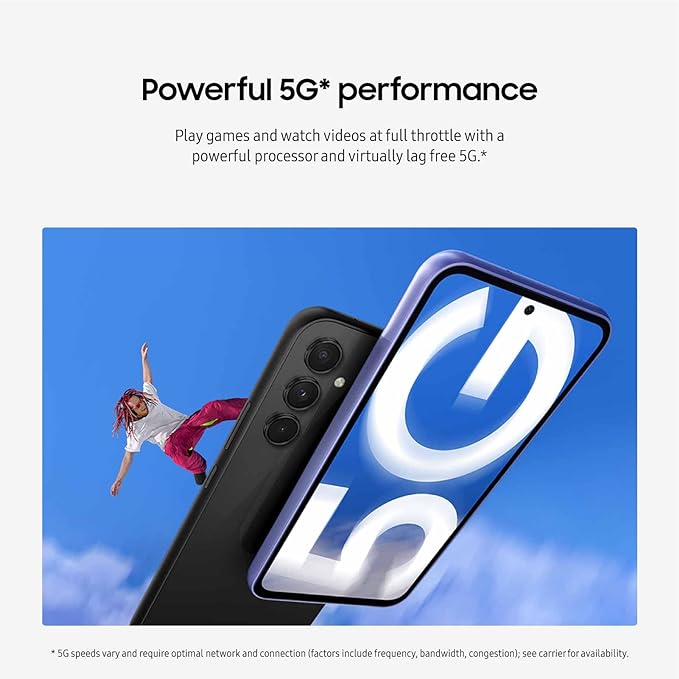 Powerful 5G* performance
Play games and watch videos at full throttle with a
powerful processor and virtually lag free 5G.*
5G
* 5G speeds vary and require optimal network and connection (factors include frequency, bandwidth, congestion); see carrier for availability.